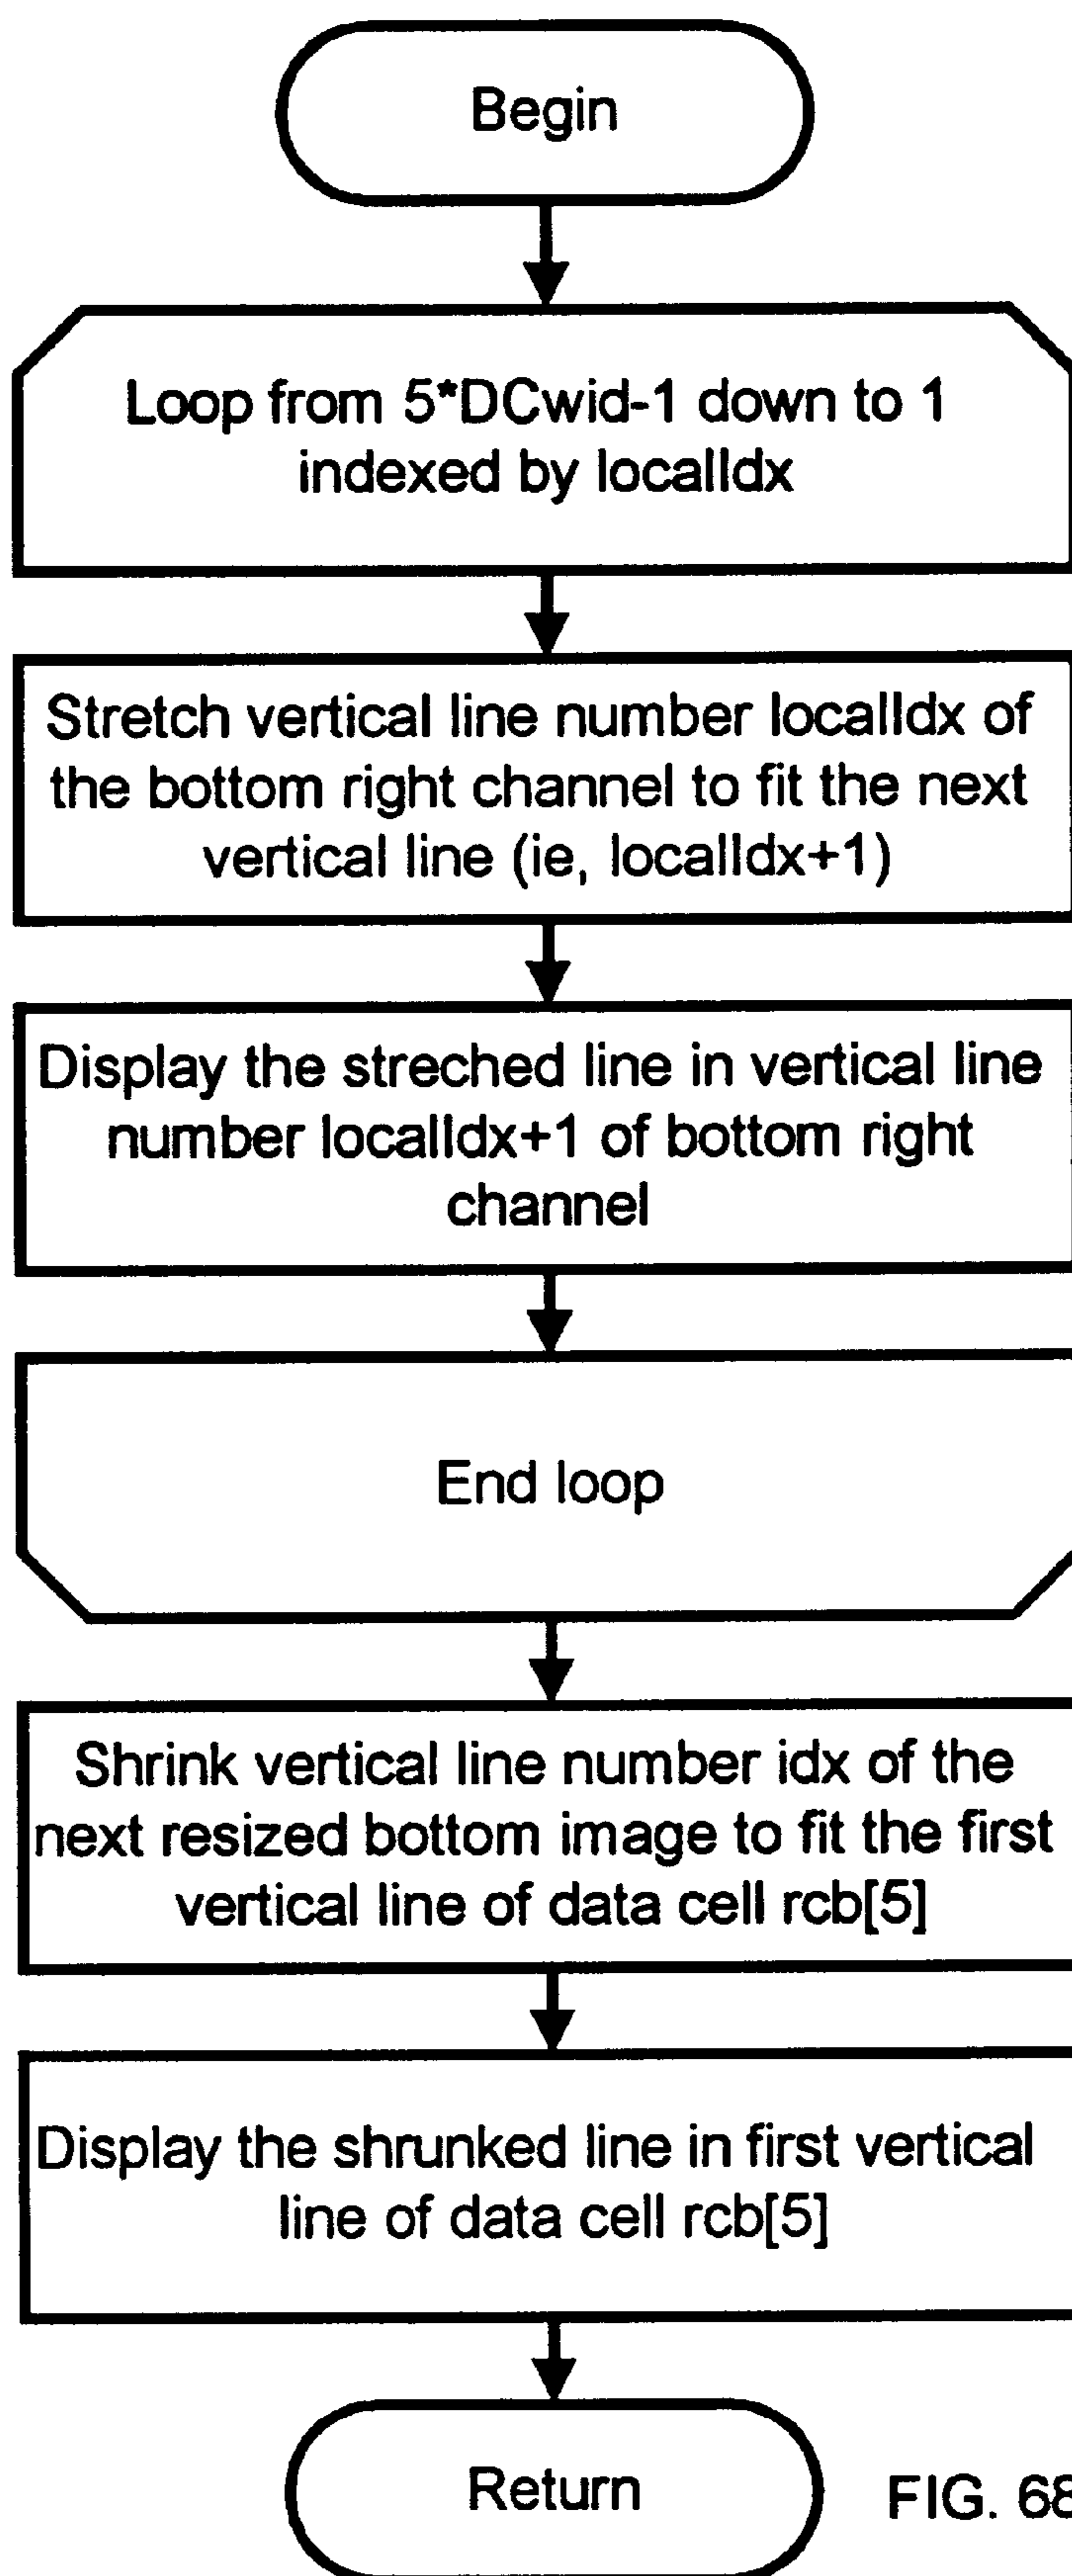 Begin
Loop from 5*DCwid-1 down to 1
indexed by localIdx
Stretch vertical line number localIdx of
the bottom right channel to fit the next
vertical line (ie, localIdx+1)
Display the streched line in vertical line
number localIdx+1 of bottom right
channel
End loop
Shrink vertical line number idx of the
next resized bottom image to fit the first
vertical line of data cell rcb[5]
Display the shrunked line in first vertical
line of data cell rcb[5]
Return
FIG. 68